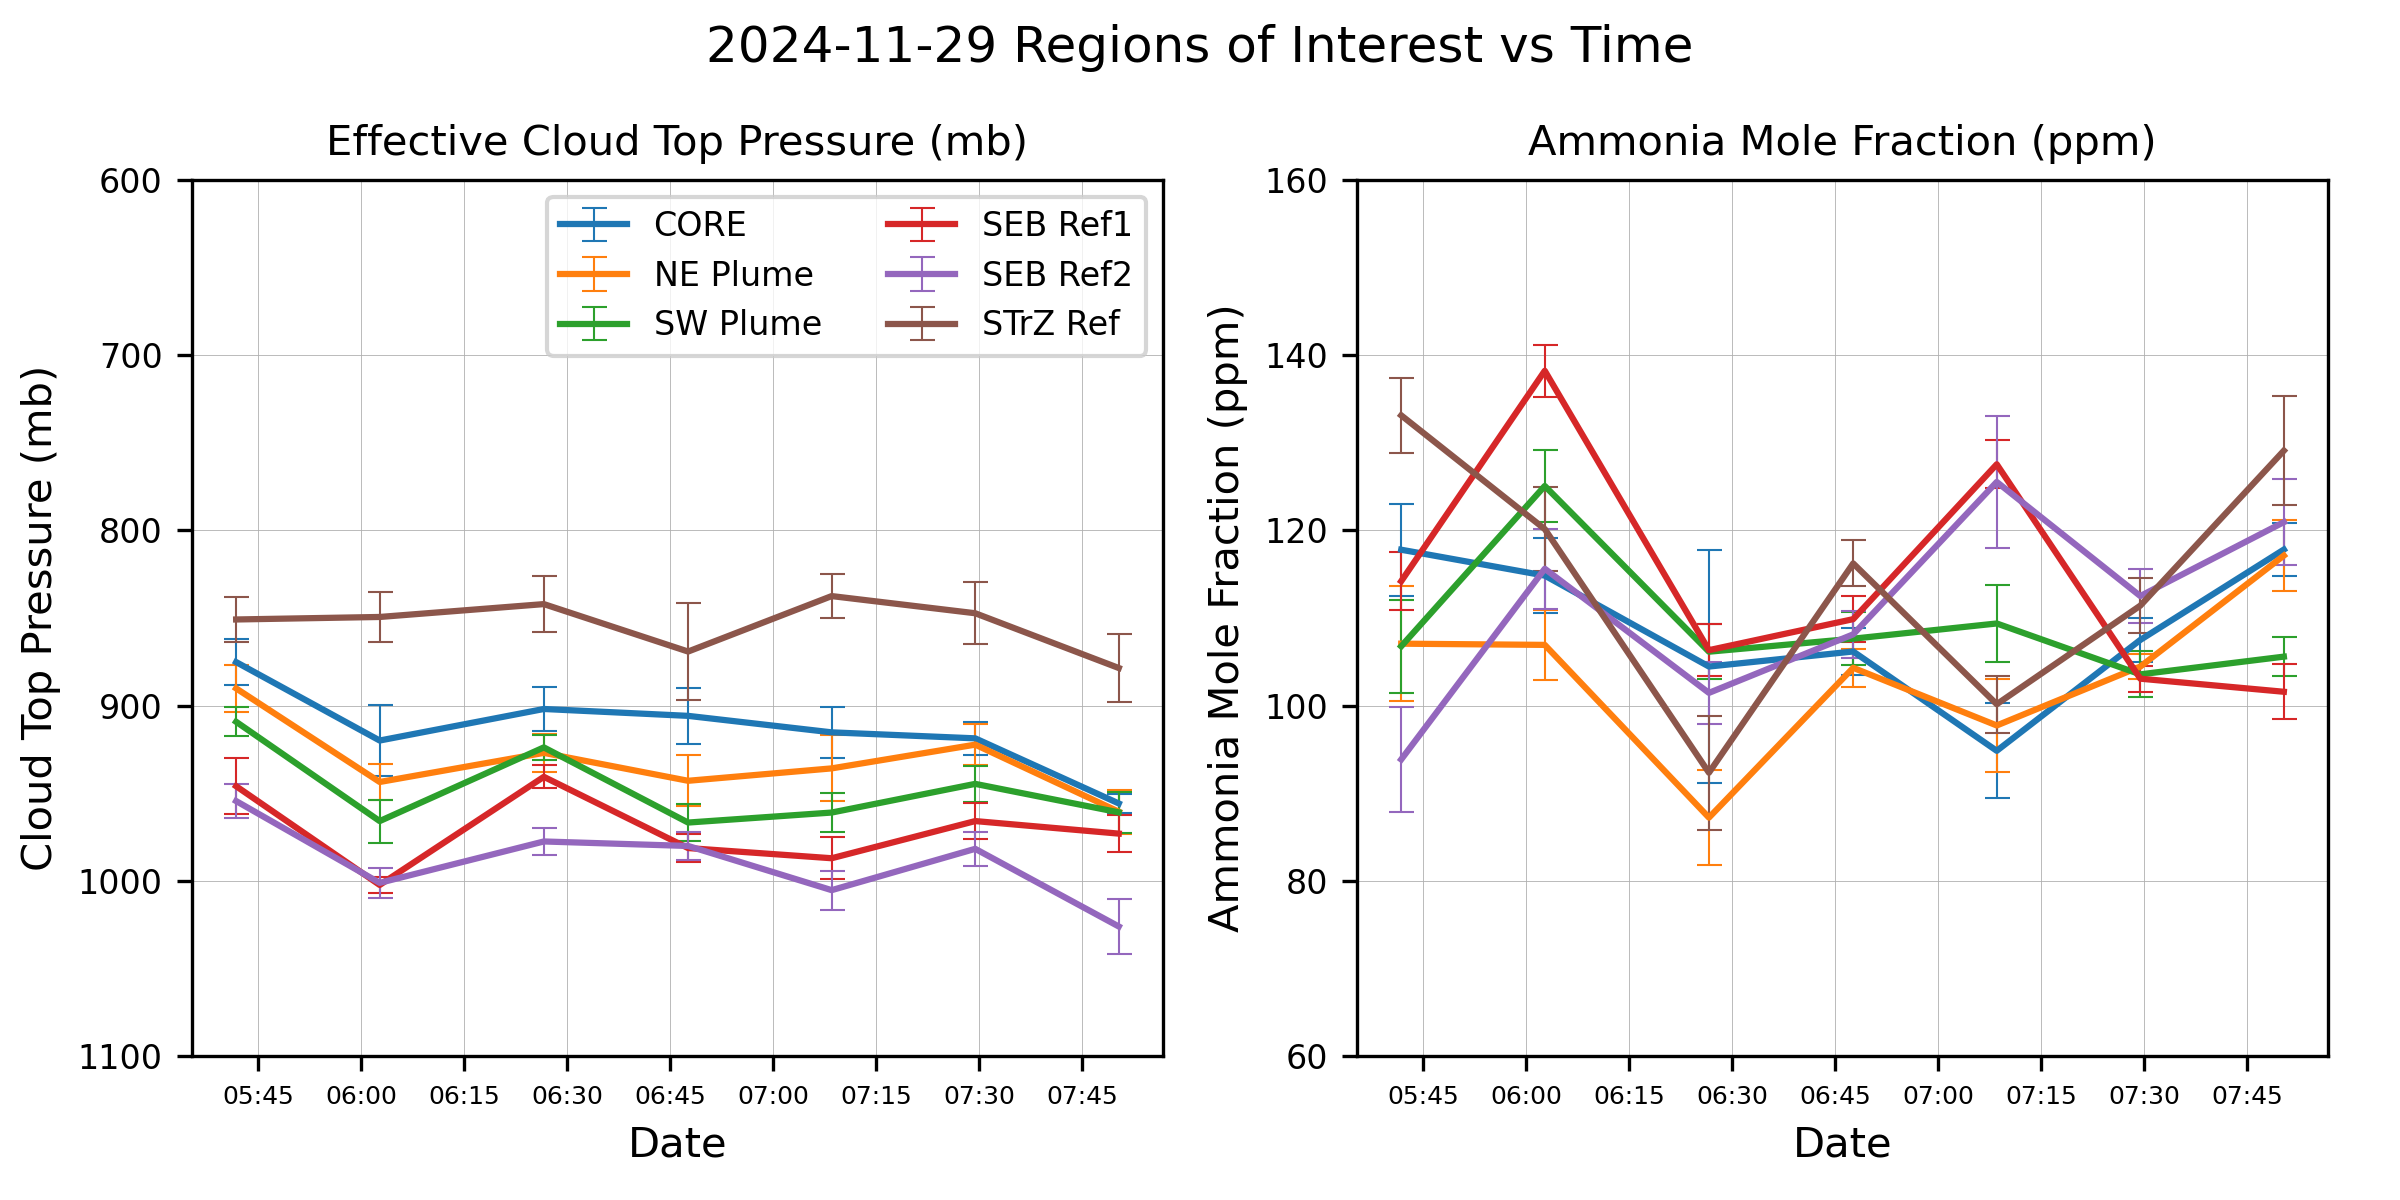 2024-11-29 Regions of Interest vs Time
Effective Cloud Top Pressure (mb)
Cloud Top Pressure (mb)
600
700
800
900
1000
1100
CORE
NE Plume
SW Plume
SEB Ref1
SEB Ref2
STrZ Ref
05:45 06:00 06:15 06:30 06:45 07:00 07:15 07:30 07:45
Date
Ammonia Mole Fraction (ppm)
Ammonia Mole Fraction (ppm)
160
140
120
100
80
60
05:45 06:00 06:15 06:30 06:45 07:00 07:15 07:30 07:45
Date